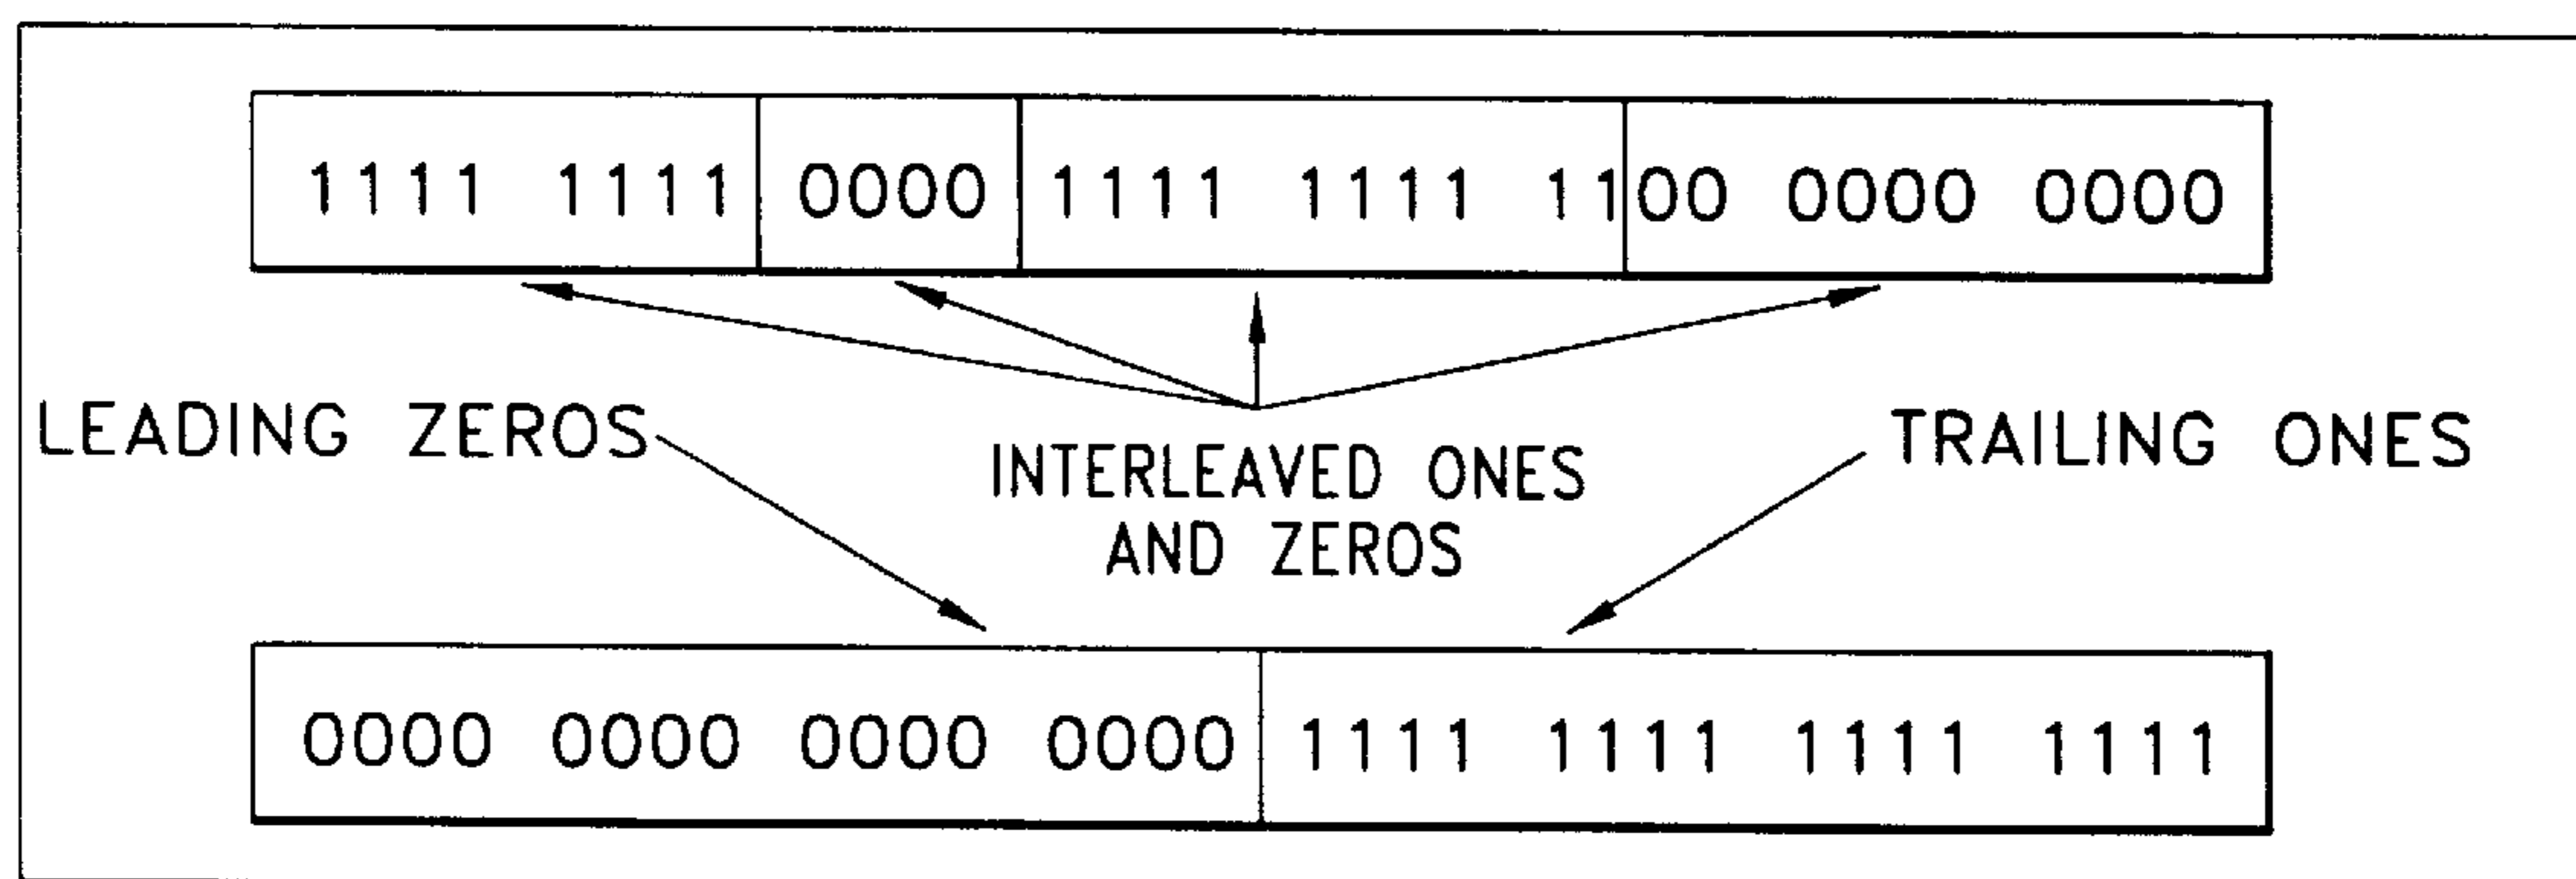 1111 1111 0000 1111 1111 1100 0000 0000
LEADING ZEROS
INTERLEAVED ONES
AND ZEROS
TRAILING ONES
0000 0000 0000 0000 1111 1111 1111 1111